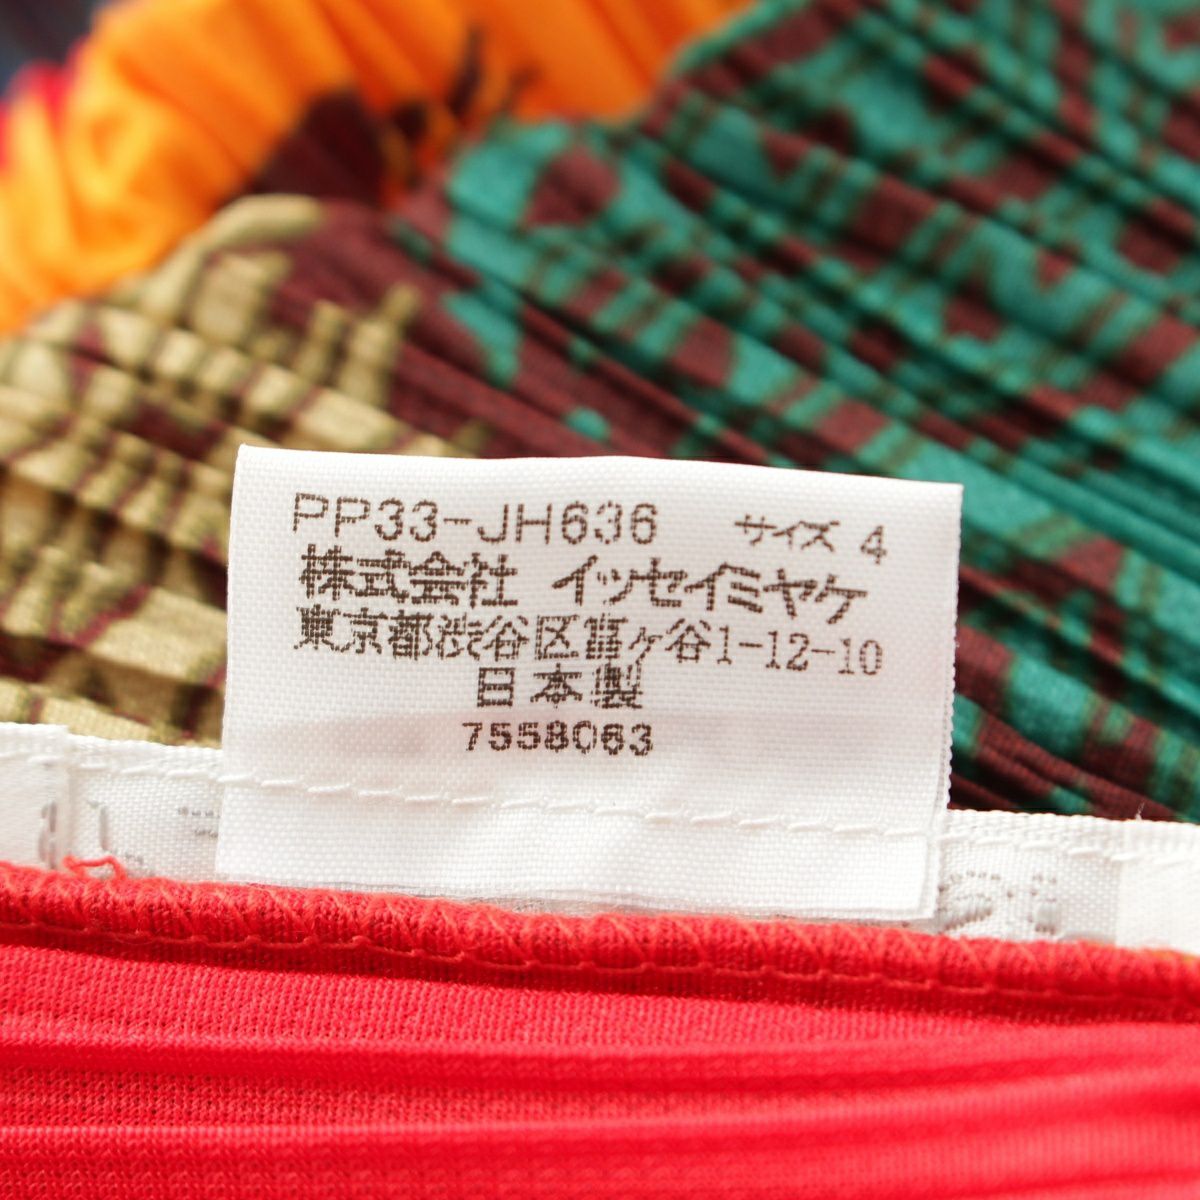 PP33-JH636 サイズ 4
株式会社 イッセイミヤケ
東京都渋谷区富ヶ谷1-12-10
日本製
7558063